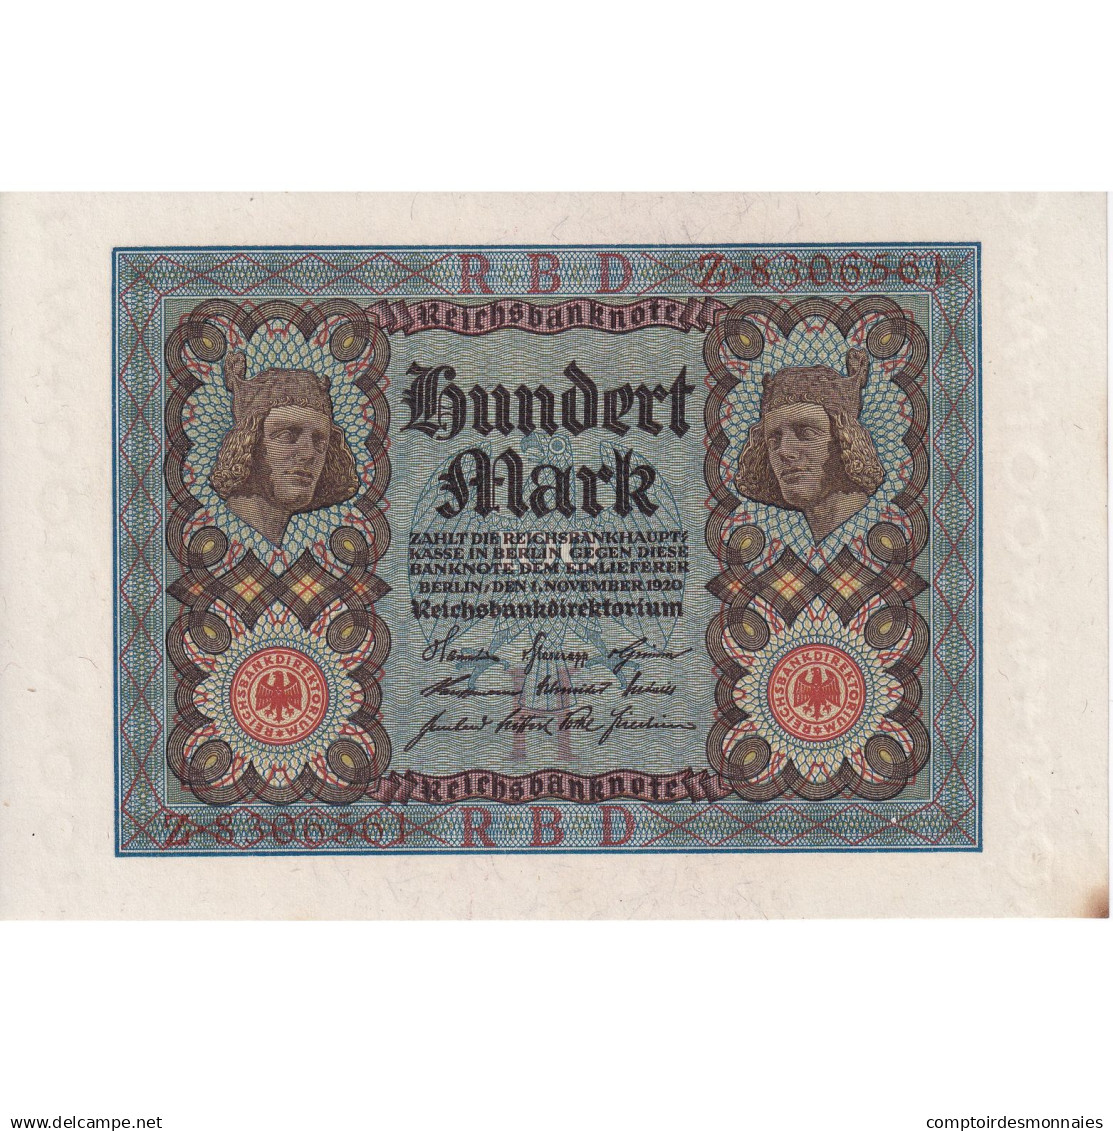 R B D Z·8306561
Reichsbanknote
Hundert
Mark
ZAHLT DIE REICHSBANKHAUPT⸗
KASSE IN BERLIN GEGEN DIESE
BANKNOTE DEM EINLIEFERER
BERLIN, DEN 1. NOVEMBER 1920
Reichsbankdirektorium
REICHSBANKDIREKTORIUM
REICHSBANKDIREKTORIUM
Reichsbanknote
Z·8306561 R B D
delcampe.net
comptoirdesmonnaies